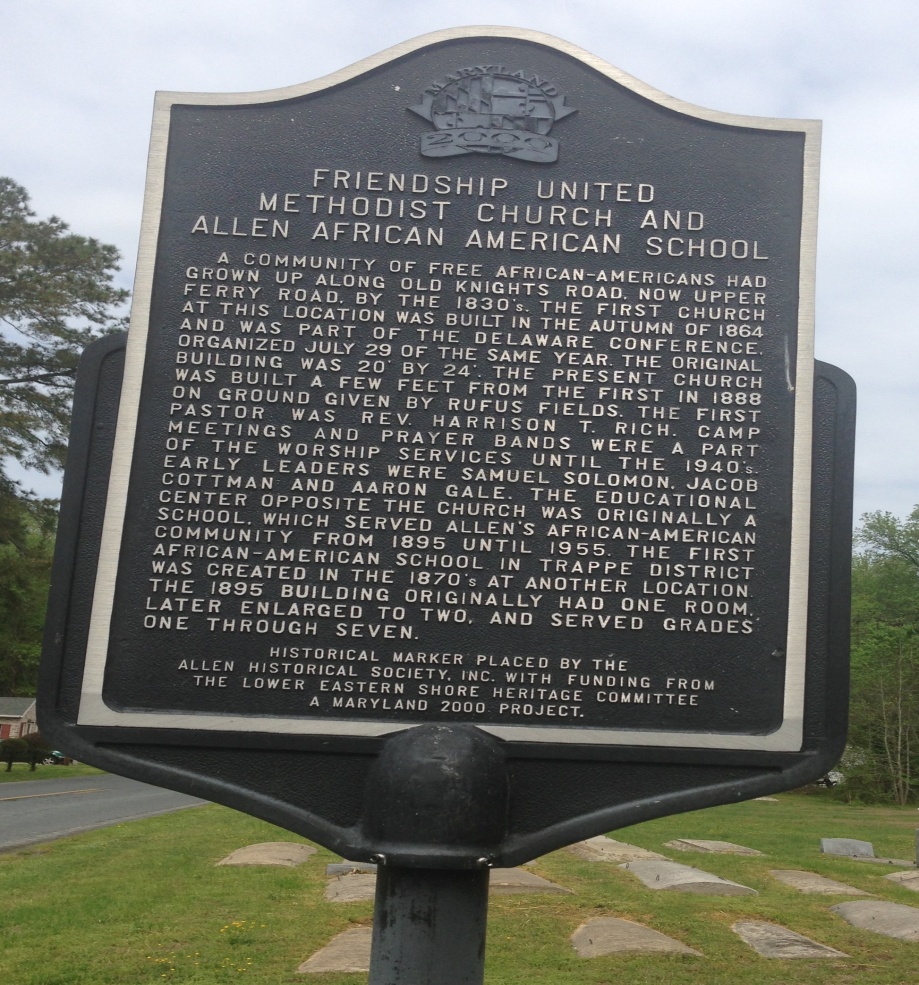 MARYLAND
2000
FRIENDSHIP UNITED
METHODIST CHURCH AND
ALLEN AFRICAN AMERICAN SCHOOL
A COMMUNITY OF FREE AFRICAN-AMERICANS HAD
GROWN UP ALONG OLD KNIGHTS ROAD, NOW UPPER
FERRY ROAD, BY THE 1830's. THE FIRST CHURCH
AT THIS LOCATION WAS BUILT IN THE AUTUMN OF 1864
AND WAS PART OF THE DELAWARE CONFERENCE,
ORGANIZED JULY 29 OF THE SAME YEAR. THE ORIGINAL
BUILDING WAS 20' BY 24'. THE PRESENT CHURCH
WAS BUILT A FEW FEET FROM THE FIRST IN 1888
ON GROUND GIVEN BY RUFUS FIELDS. THE FIRST
PASTOR WAS REV. HARRISON T. RICH. CAMP
MEETINGS AND PRAYER BANDS WERE A PART
OF THE WORSHIP SERVICES UNTIL THE 1940's.
EARLY LEADERS WERE SAMUEL SOLOMON, JACOB
COTTMAN AND AARON GALE. THE EDUCATIONAL
CENTER OPPOSITE THE CHURCH WAS ORIGINALLY A
SCHOOL, WHICH SERVED ALLEN'S AFRICAN-AMERICAN
COMMUNITY FROM 1895 UNTIL 1955. THE FIRST
AFRICAN-AMERICAN SCHOOL IN TRAPPE DISTRICT
WAS CREATED IN THE 1870's AT ANOTHER LOCATION.
THE 1895 BUILDING ORIGINALLY HAD ONE ROOM,
LATER ENLARGED TO TWO, AND SERVED GRADES
ONE THROUGH SEVEN.
HISTORICAL MARKER PLACED BY THE
ALLEN HISTORICAL SOCIETY, INC. WITH FUNDING FROM
THE LOWER EASTERN SHORE HERITAGE COMMITTEE
A MARYLAND 2000 PROJECT.